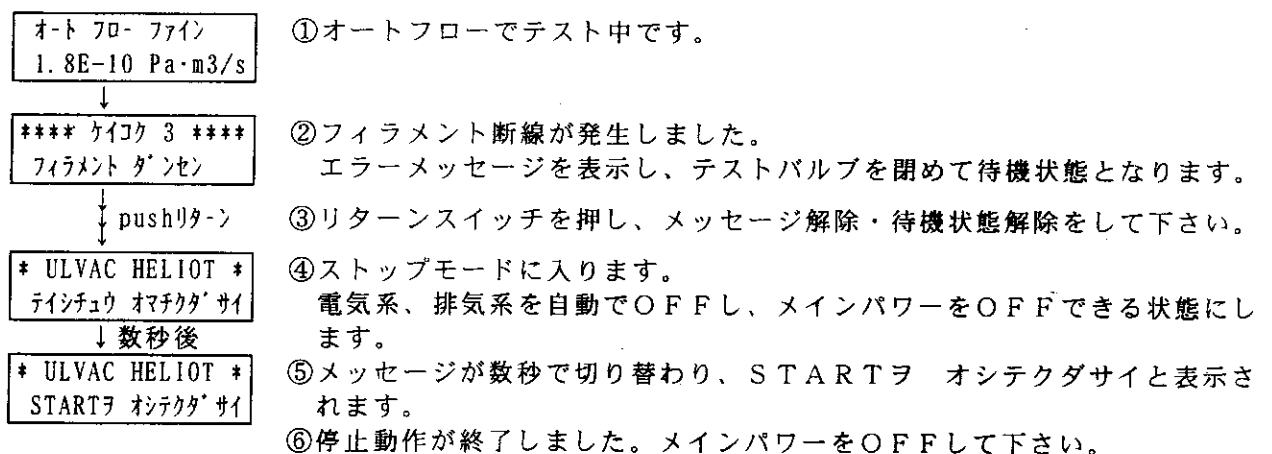 オート フロー ファイン
1.8E-10 Pa·m3/s
①オートフローでテスト中です。
↓
**** ケイコク 3 ****
フィラメント ダンセン
②フィラメント断線が発生しました。
エラーメッセージを表示し、テストバルブを閉めて待機状態となります。
pushリターン
③リターンスイッチを押し、メッセージ解除・待機状態解除をして下さい。
* ULVAC HELIOT *
テイシチュウ オマチクダサイ
④ストップモードに入ります。
電気系、排気系を自動でOFFし、メインパワーをOFFできる状態にし
ます。
↓数秒後
* ULVAC HELIOT *
STARTヲ オシテクダサイ
⑤メッセージが数秒で切り替わり、STARTヲ オシテクダサイと表示さ
れます。
⑥停止動作が終了しました。メインパワーをOFFして下さい。